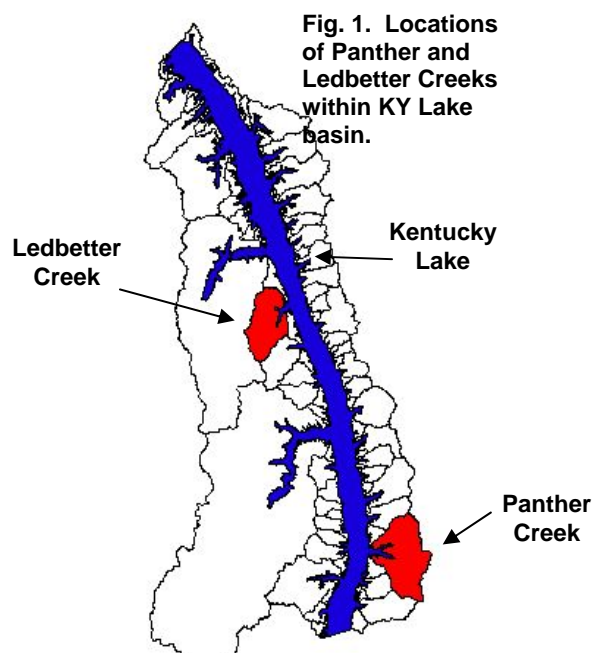 Fig. 1. Locations
of Panther and
Ledbetter Creeks
within KY Lake
basin.
Ledbetter
Creek
Kentucky
Lake
Panther
Creek